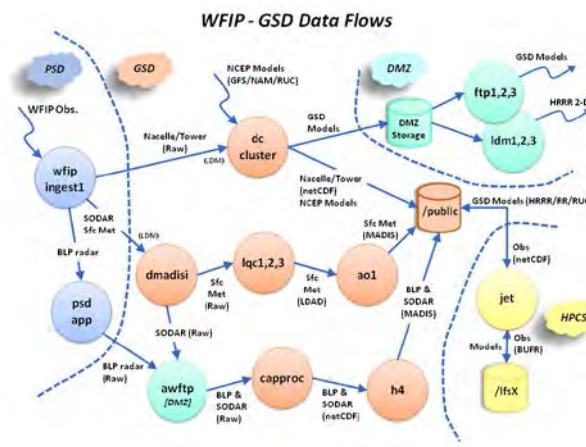 WFIP - GSD Data Flows
PSD
GSD
NCEP Models
(GFS/NAM/RUC)
DMZ
GSD Models
ftp1,2,3
HRRR 2-D
WFIP Obs.
Nacelle/Tower
(Raw)
(LDM)
dc
cluster
GSD
Models
DMZ
Storage
ldm1,2,3
wfip
ingest1
Nacelle/Tower
(netCDF)
NCEP Models
/public
GSD Models (HRRR/RR/RUC)
SODAR
Sfc Met
(LDM)
Sfc Met
(MADIS)
BLP radar
dmadisi
Sfc
Met
(Raw)
lqc1,2,3
Sfc
Met
(LDAD)
ao1
Obs
(netCDF)
BLP
&
SODAR
(MADIS)
jet
HPCS
psd
app
SODAR (Raw)
Models
Obs
(BUFR)
BLP radar
(Raw)
awftp
[DMZ]
BLP &
SODAR
(Raw)
capproc
BLP &
SODAR
(netCDF)
h4
/lfsX